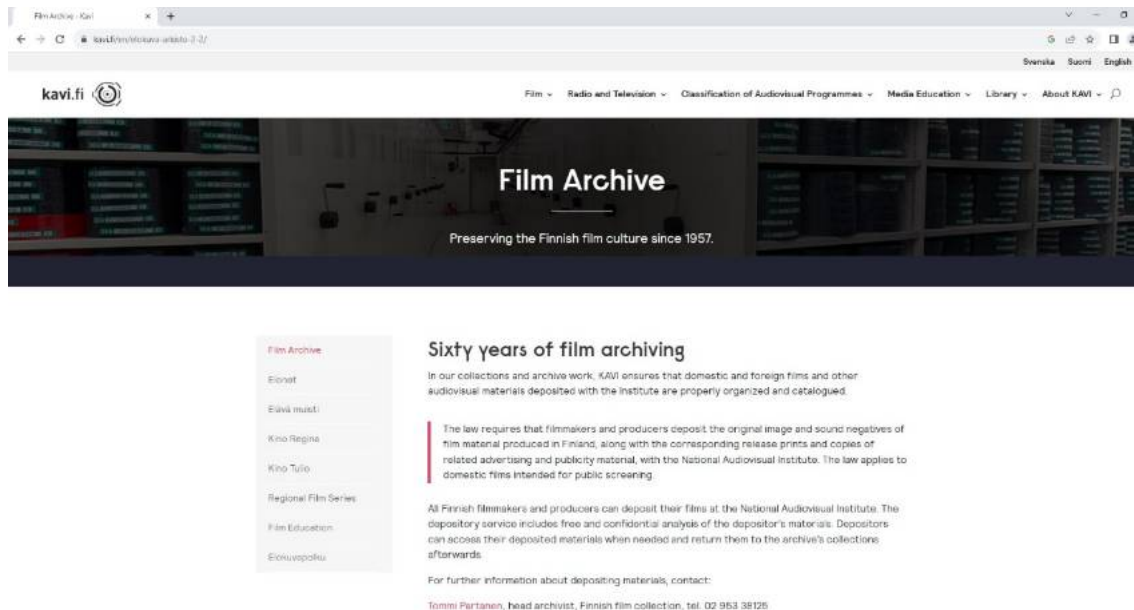 Film Archive - Kavi
Svenska Suomi English
kavi.fi
Film Radio and Television Classification of Audiovisual Programmes Media Education Library About KAVI
Film Archive
Preserving the Finnish film culture since 1957.
Film Archive
Elonet
Elävä muisti
Kino Regina
Kino Tulio
Regional Film Series
Film Education
Elokuvapolku
Sixty years of film archiving
In our collections and archive work, KAVI ensures that domestic and foreign films and other
audiovisual materials deposited with the Institute are properly organized and catalogued.
The law requires that filmmakers and producers deposit the original image and sound negatives of
film material produced in Finland, along with the corresponding release prints and copies of
related advertising and publicity material, with the National Audiovisual Institute. The law applies to
domestic films intended for public screening.
All Finnish filmmakers and producers can deposit their films at the National Audiovisual Institute. The
depository service includes free and confidential analysis of the depositor's materials. Depositors
can access their deposited materials when needed and return them to the archive's collections
afterwards.
For further information about depositing materials, contact:
Tommi Partanen, head archivist, Finnish film collection, tel. 02 953 38125